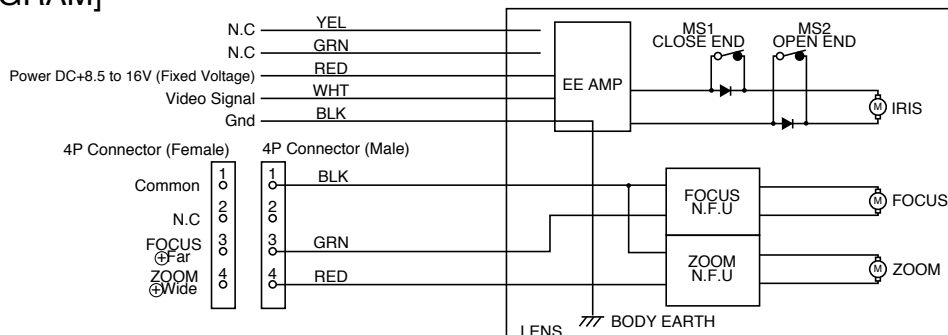 GRAM]
N.C YEL
N.C GRN
Power DC+8.5 to 16V (Fixed Voltage) RED
Video Signal WHT
Gnd BLK
EE AMP
MS1
CLOSE END
MS2
OPEN END
M IRIS
4P Connector (Female) 4P Connector (Male)
Common 1 1 BLK
N.C 2 2
FOCUS
⊕Far 3 3 GRN
ZOOM
⊕Wide 4 4 RED
FOCUS
N.F.U
M FOCUS
ZOOM
N.F.U
M ZOOM
LENS BODY EARTH